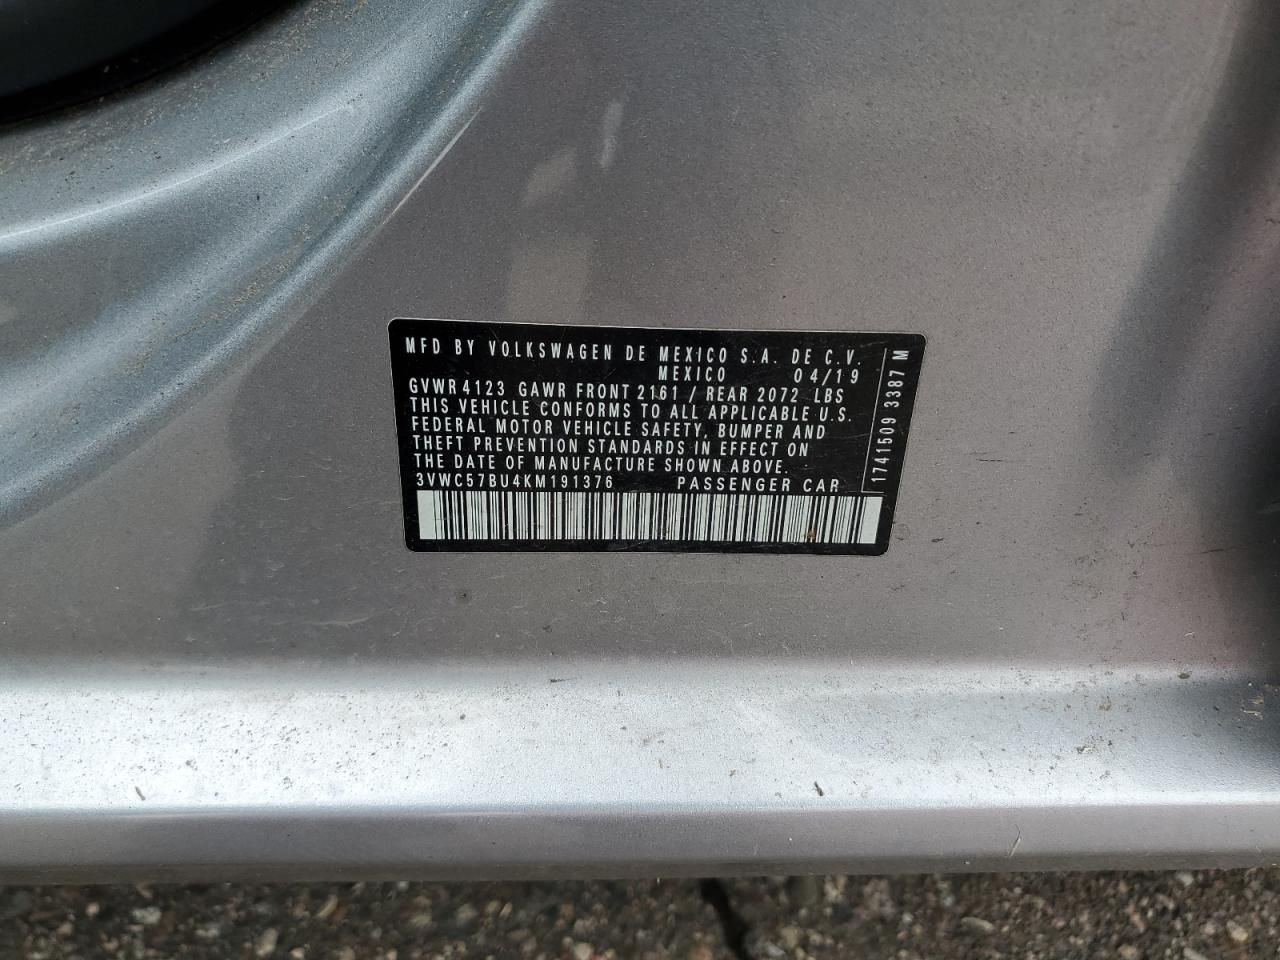 MFD BY VOLKSWAGEN DE MEXICO S.A. DE C.V.
MEXICO 04/19
GVWR 4123 GAWR FRONT 2161 / REAR 2072 LBS
THIS VEHICLE CONFORMS TO ALL APPLICABLE U.S.
FEDERAL MOTOR VEHICLE SAFETY, BUMPER AND
THEFT PREVENTION STANDARDS IN EFFECT ON
THE DATE OF MANUFACTURE SHOWN ABOVE.
3VWC57BU4KM191376 PASSENGER CAR
1741509 3387 M